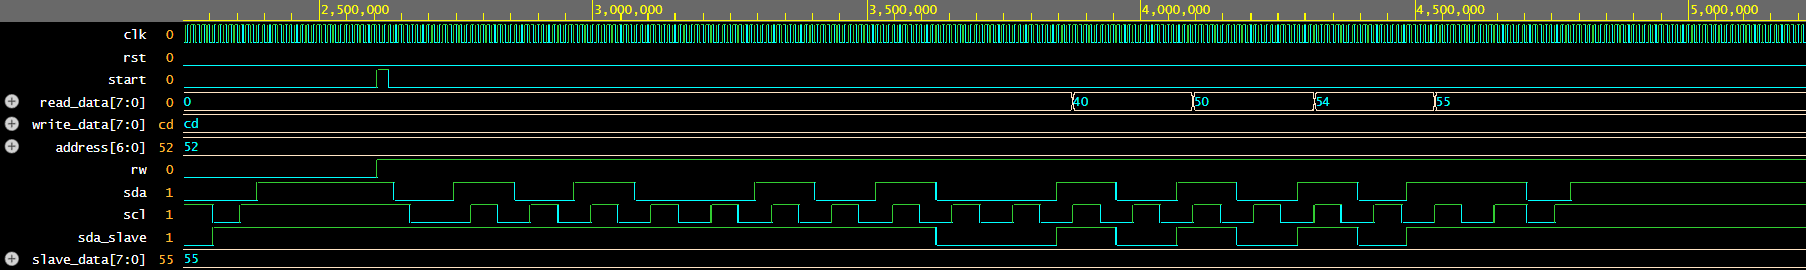 2,500,000 3,000,000 3,500,000 4,000,000 4,500,000 5,000,000
clk 0
rst 0
start 0
read_data[7:0] 0 0 40 50 54 55
write_data[7:0] cd cd
address[6:0] 52 52
rw 0
sda 1
scl 1
sda_slave 1
slave_data[7:0] 55 55